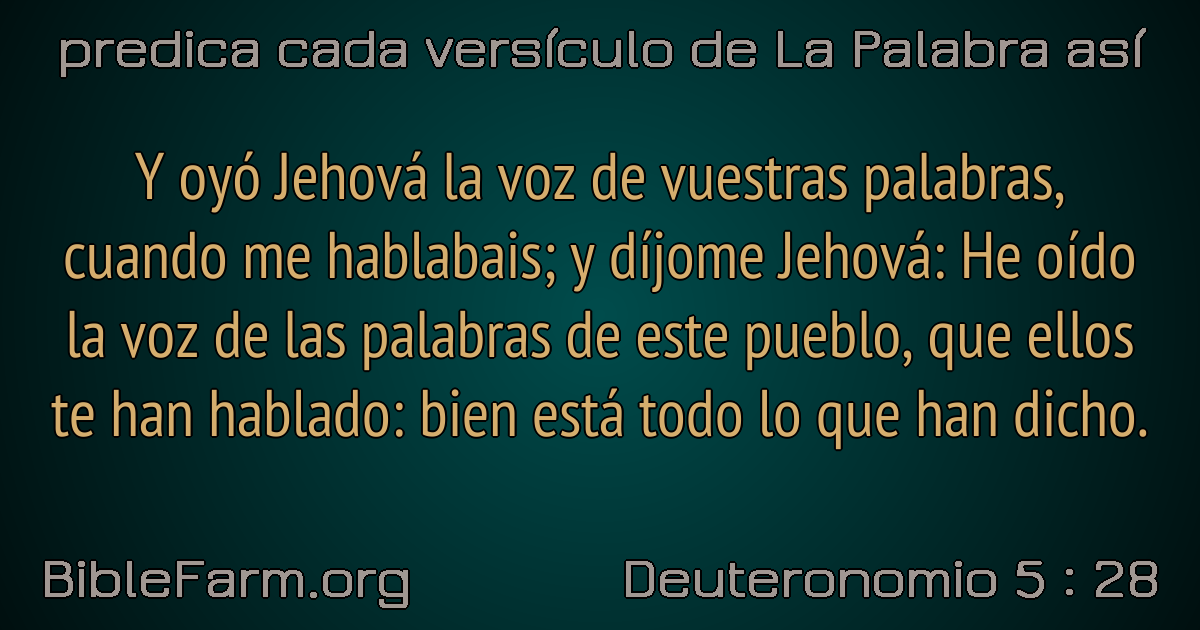 predica cada versículo de La Palabra así
Y oyó Jehová la voz de vuestras palabras,
cuando me hablabais; y díjome Jehová: He oído
la voz de las palabras de este pueblo, que ellos
te han hablado: bien está todo lo que han dicho.
BibleFarm.org
Deuteronomio 5 : 28